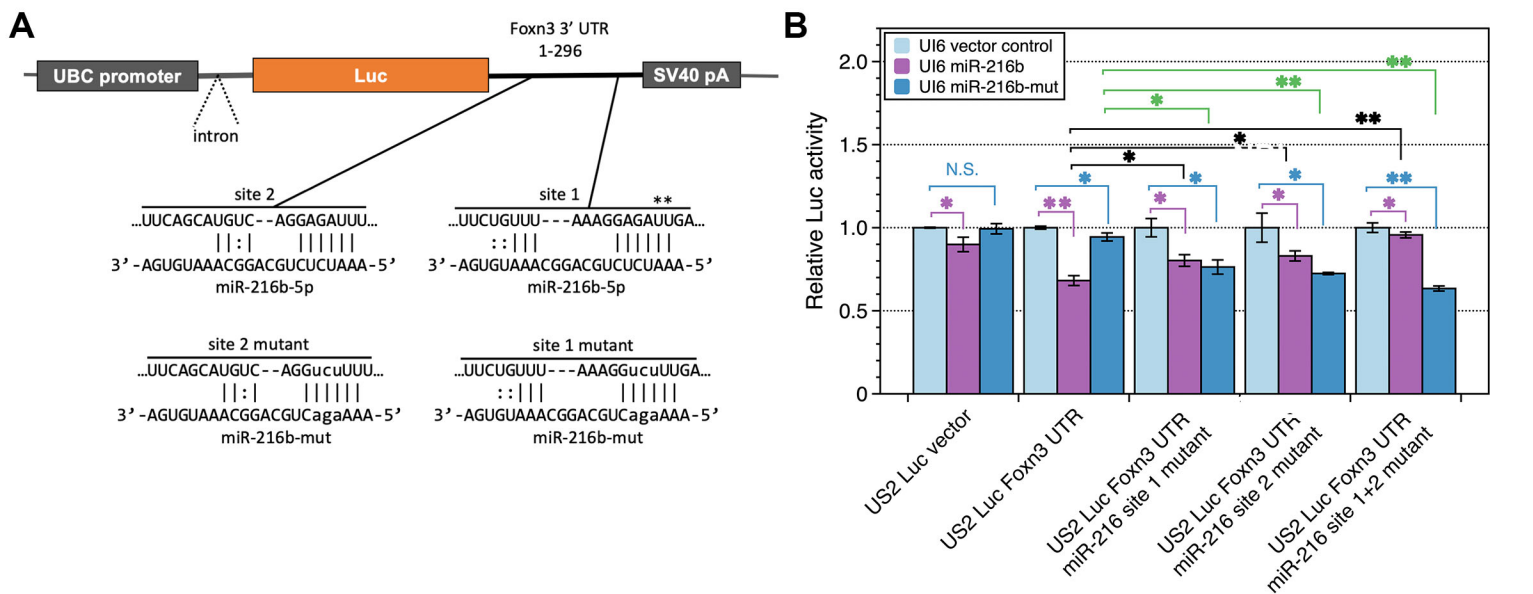 A
Foxn3 3’ UTR
1-296
UBC promoter
Luc
SV40 pA
intron
site 2
…UUCAGCAUGUC--AGGAGAUUU…
||:| ||||||
3’-AGUGUAAACGGACGUCUCUAAA-5’
miR-216b-5p
site 1
**
…UUCUGUUU---AAAGGAGAUUGA…
::||| ||||||
3’-AGUGUAAACGGACGUCUCUAAA-5’
miR-216b-5p
site 2 mutant
…UUCAGCAUGUC--AGGucuUUU…
||:| ||||||
3’-AGUGUAAACGGACGUCagaAAA-5’
miR-216b-mut
site 1 mutant
…UUCUGUUU---AAAGGucuUUGA…
::||| ||||||
3’-AGUGUAAACGGACGUCagaAAA-5’
miR-216b-mut
B
Relative Luc activity
2.0
1.5
1.0
0.5
0
UI6 vector control
UI6 miR-216b
UI6 miR-216b-mut
**
**
*
**
*
*
N.S.
*
*
**
*
*
*
*
**
*
*
US2 Luc vector
US2 Luc Foxn3 UTR
US2 Luc Foxn3 UTR
miR-216 site 1 mutant
US2 Luc Foxn3 UTR
miR-216 site 2 mutant
US2 Luc Foxn3 UTR
miR-216 site 1+2 mutant